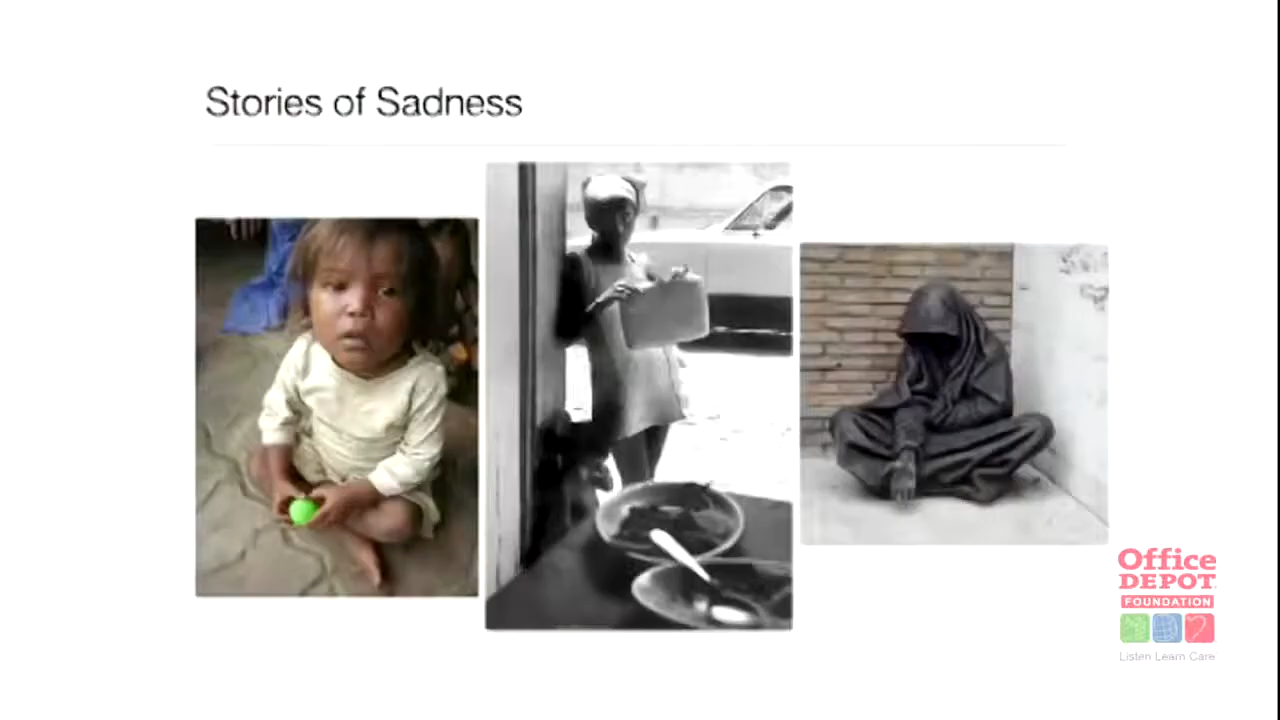 Stories of Sadness
Office
DEPOT
FOUNDATION
Listen Learn Care